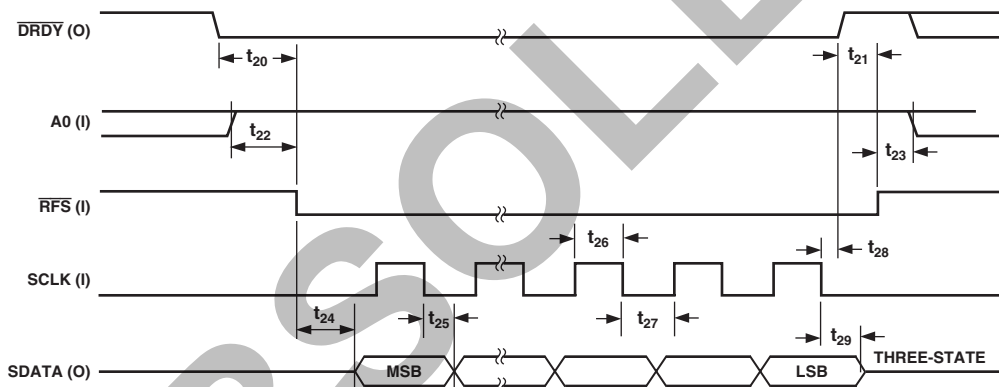 DRDY (O)
t20
t21
A0 (I)
t22
t23
RFS (I)
t26
t28
SCLK (I)
t24
t25
t27
t29
SDATA (O)
MSB
LSB
THREE-STATE